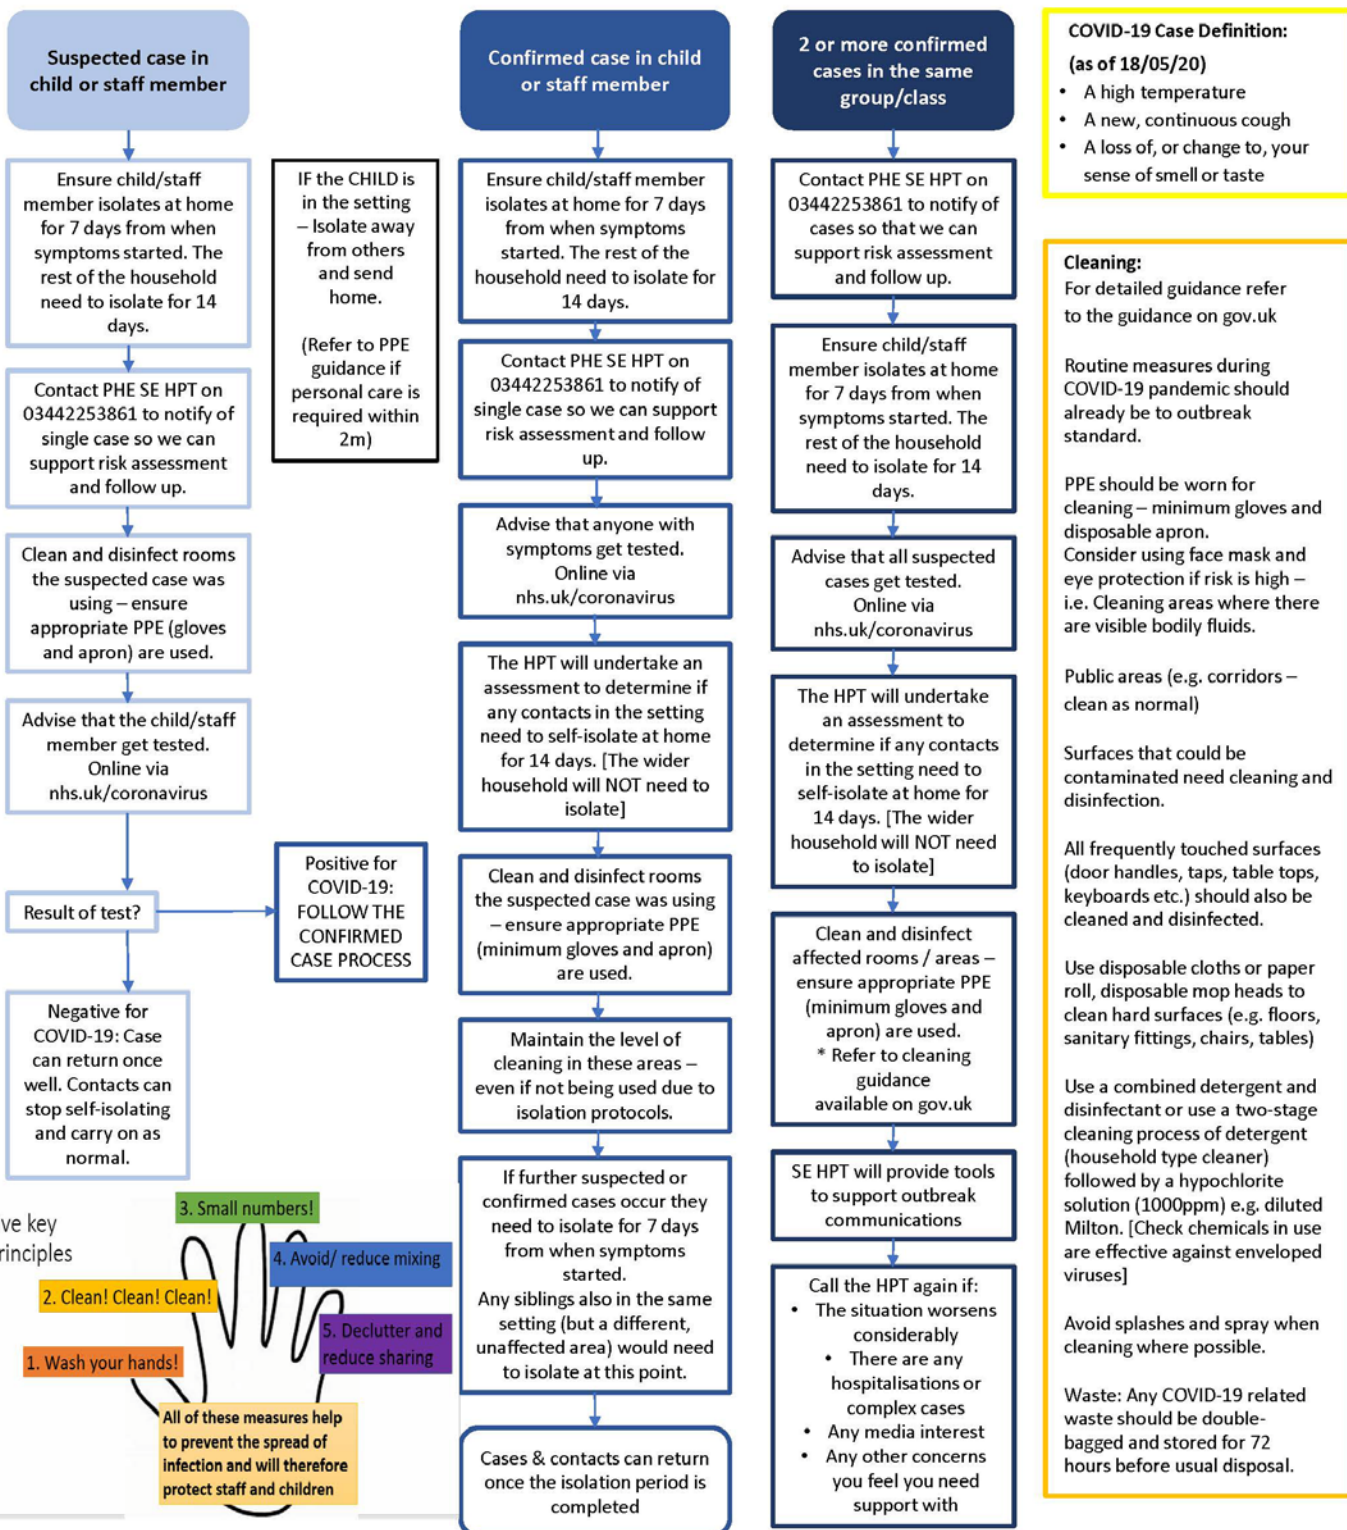 Suspected case in
child or staff member
Ensure child/staff
member isolates at home
for 7 days from when
symptoms started. The
rest of the household
need to isolate for 14
days.
Contact PHE SE HPT on
03442253861 to notify of
single case so we can
support risk assessment
and follow up.
Clean and disinfect rooms
the suspected case was
using – ensure
appropriate PPE (gloves
and apron) are used.
Advise that the child/staff
member get tested.
Online via
nhs.uk/coronavirus
Result of test?
Negative for
COVID-19: Case
can return once
well. Contacts can
stop self-isolating
and carry on as
normal.
IF the CHILD is
in the setting
– Isolate away
from others
and send
home.
(Refer to PPE
guidance if
personal care is
required within
2m)
Positive for
COVID-19:
FOLLOW THE
CONFIRMED
CASE PROCESS
ve key
rinciples
1. Wash your hands!
2. Clean! Clean! Clean!
3. Small numbers!
4. Avoid/ reduce mixing
5. Declutter and
reduce sharing
All of these measures help
to prevent the spread of
infection and will therefore
protect staff and children
Confirmed case in child
or staff member
Ensure child/staff member
isolates at home for 7 days
from when symptoms
started. The rest of the
household need to isolate for
14 days.
Contact PHE SE HPT on
03442253861 to notify of
single case so we can support
risk assessment and follow
up.
Advise that anyone with
symptoms get tested.
Online via
nhs.uk/coronavirus
The HPT will undertake an
assessment to determine if
any contacts in the setting
need to self-isolate at home
for 14 days. [The wider
household will NOT need to
isolate]
Clean and disinfect rooms
the suspected case was using
– ensure appropriate PPE
(minimum gloves and apron)
are used.
Maintain the level of
cleaning in these areas –
even if not being used due to
isolation protocols.
If further suspected or
confirmed cases occur they
need to isolate for 7 days
from when symptoms
started.
Any siblings also in the same
setting (but a different,
unaffected area) would need
to isolate at this point.
Cases & contacts can return
once the isolation period is
completed
2 or more confirmed
cases in the same
group/class
Contact PHE SE HPT on
03442253861 to notify of
cases so that we can
support risk assessment
and follow up.
Ensure child/staff
member isolates at home
for 7 days from when
symptoms started. The
rest of the household
need to isolate for 14
days.
Advise that all suspected
cases get tested.
Online via
nhs.uk/coronavirus
The HPT will undertake
an assessment to
determine if any contacts
in the setting need to
self-isolate at home for
14 days. [The wider
household will NOT need
to isolate]
Clean and disinfect
affected rooms / areas –
ensure appropriate PPE
(minimum gloves and
apron) are used.
* Refer to cleaning
guidance
available on gov.uk
SE HPT will provide tools
to support outbreak
communications
Call the HPT again if:
• The situation worsens
considerably
• There are any
hospitalisations or
complex cases
• Any media interest
• Any other concerns
you feel you need
support with
COVID-19 Case Definition:
(as of 18/05/20)
• A high temperature
• A new, continuous cough
• A loss of, or change to, your
sense of smell or taste
Cleaning:
For detailed guidance refer
to the guidance on gov.uk
Routine measures during
COVID-19 pandemic should
already be to outbreak
standard.
PPE should be worn for
cleaning – minimum gloves and
disposable apron.
Consider using face mask and
eye protection if risk is high –
i.e. Cleaning areas where there
are visible bodily fluids.
Public areas (e.g. corridors –
clean as normal)
Surfaces that could be
contaminated need cleaning and
disinfection.
All frequently touched surfaces
(door handles, taps, table tops,
keyboards etc.) should also be
cleaned and disinfected.
Use disposable cloths or paper
roll, disposable mop heads to
clean hard surfaces (e.g. floors,
sanitary fittings, chairs, tables)
Use a combined detergent and
disinfectant or use a two-stage
cleaning process of detergent
(household type cleaner)
followed by a hypochlorite
solution (1000ppm) e.g. diluted
Milton. [Check chemicals in use
are effective against enveloped
viruses]
Avoid splashes and spray when
cleaning where possible.
Waste: Any COVID-19 related
waste should be double-
bagged and stored for 72
hours before usual disposal.